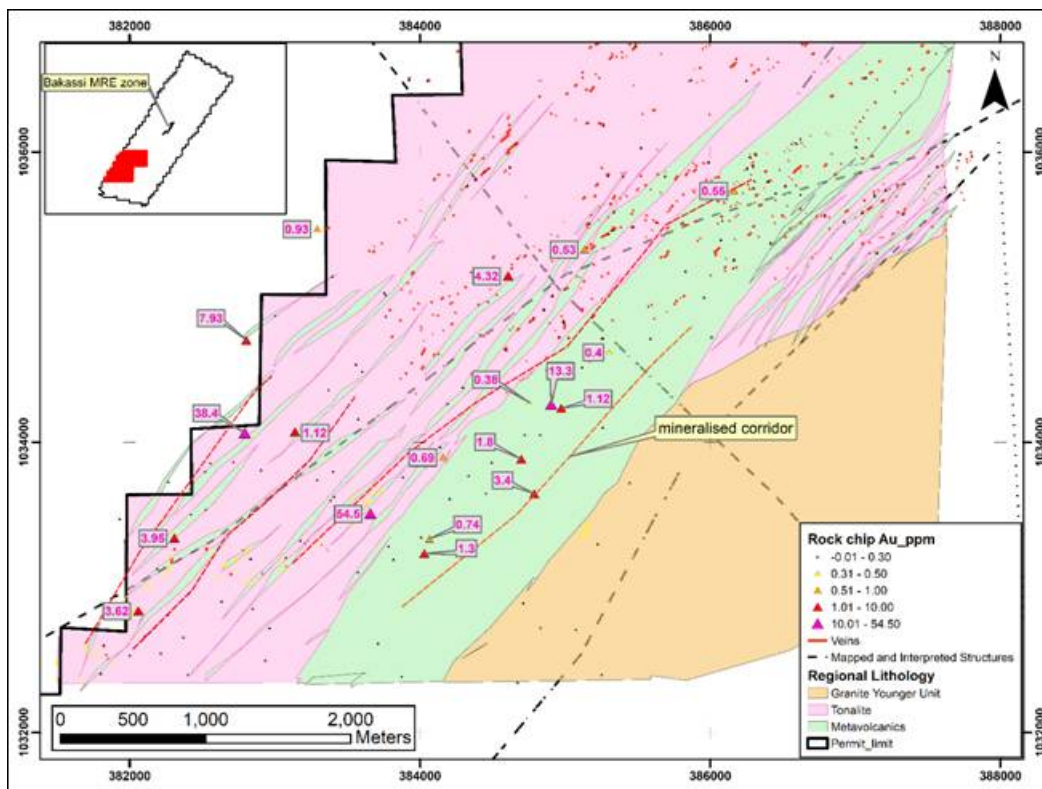 382000
384000
386000
388000
Bakassi MRE zone
N
1036000
1036000
0.55
0.93
0.53
4.32
7.93
0.4
13.3
0.38
1.12
38.4
1.12
1034000
1034000
mineralised corridor
1.8
0.69
3.4
54.5
0.74
3.95
1.3
3.62
Rock chip Au_ppm
-0.01 - 0.30
0.31 - 0.50
0.51 - 1.00
1.01 - 10.00
10.01 - 54.50
Veins
Mapped and Interpreted Structures
Regional Lithology
Granite Younger Unit
Tonalite
Metavolcanics
Permit_limit
0 500 1,000 2,000
Meters
1032000
1032000
382000
384000
386000
388000